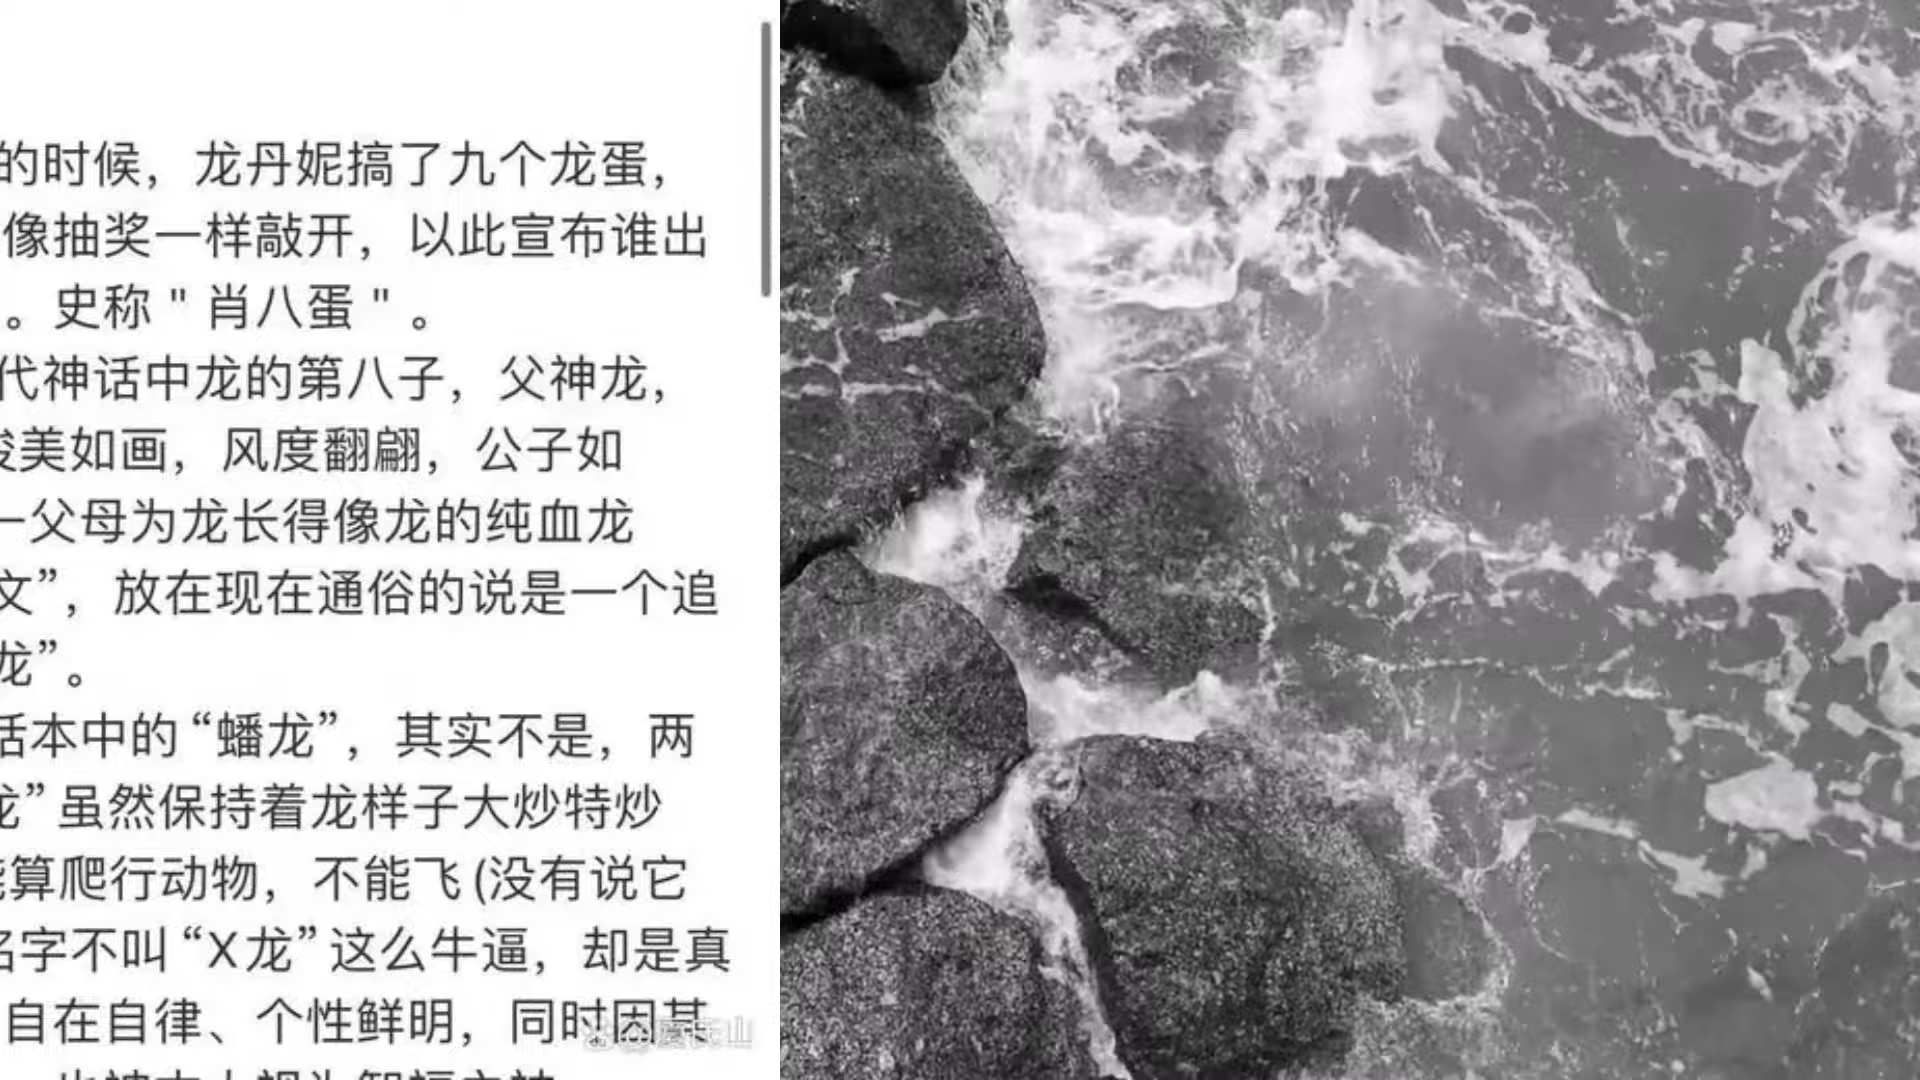 的时候，龙丹妮搞了九个龙蛋，
像抽奖一样敲开，以此宣布谁出
。史称＂肖八蛋＂。
代神话中龙的第八子，父神龙，
美如画，风度翩翩，公子如
一父母为龙长得像龙的纯血龙
文”，放在现在通俗的说是一个追
龙”。
本中的“蟠龙”，其实不是，两
龙”虽然保持着龙样子大炒特炒
算爬行动物，不能飞(没有说它
名字不叫“X龙”这么牛逼，却是真
自在自律、个性鲜明，同时因其